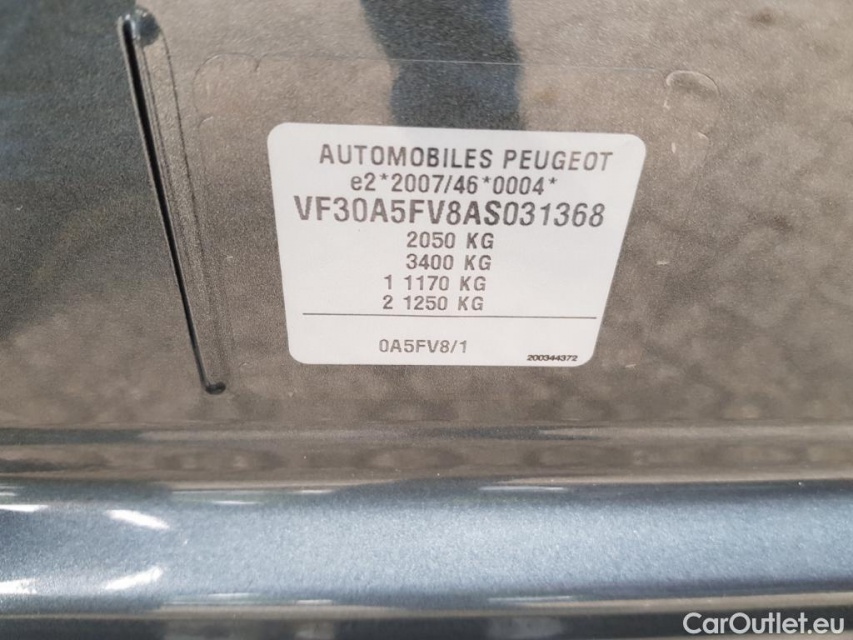 AUTOMOBILES PEUGEOT
e2*2007/46*0004*
VF30A5FV8AS031368
2050 KG
3400 KG
1 1170 KG
2 1250 KG
0A5FV8/1
200344372
CarOutlet.eu